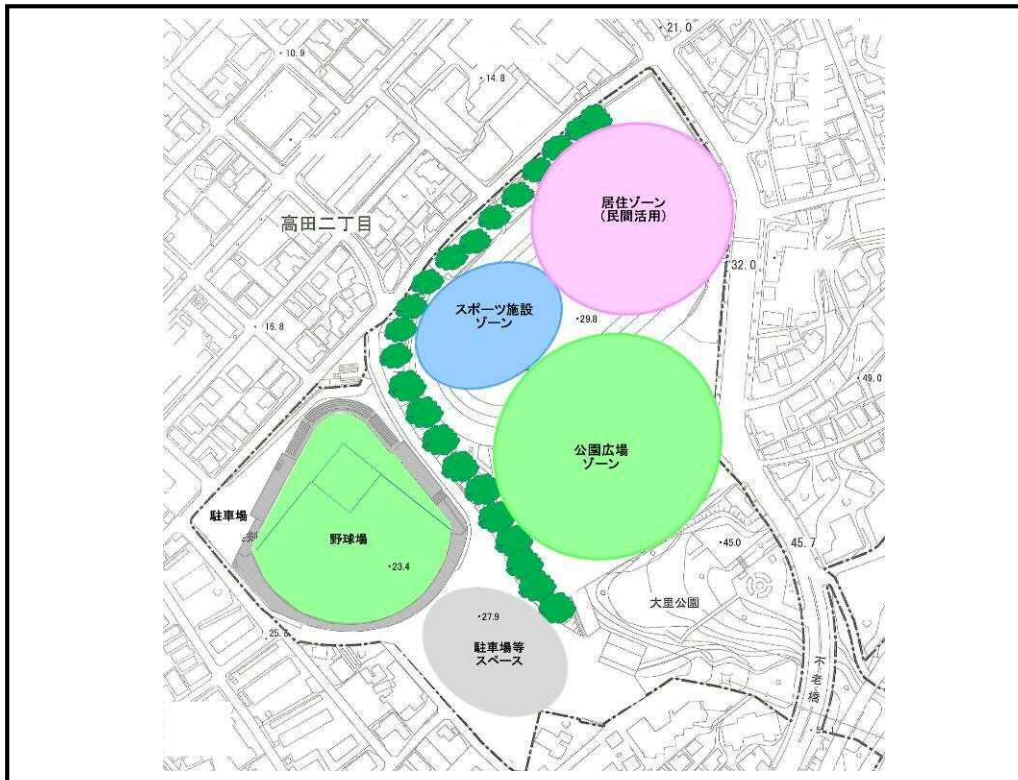 ・21.0
・10.9
・14.8
居住ゾーン
（民間活用）
高田二丁目
32.0・
スポーツ施設
ゾーン
・29.8
・15.8
・49.0
公園広場
ゾーン
駐車場
野球場
・45.0
45.7
・23.4
大里公園
・27.9
駐車場等
スペース
不老橋